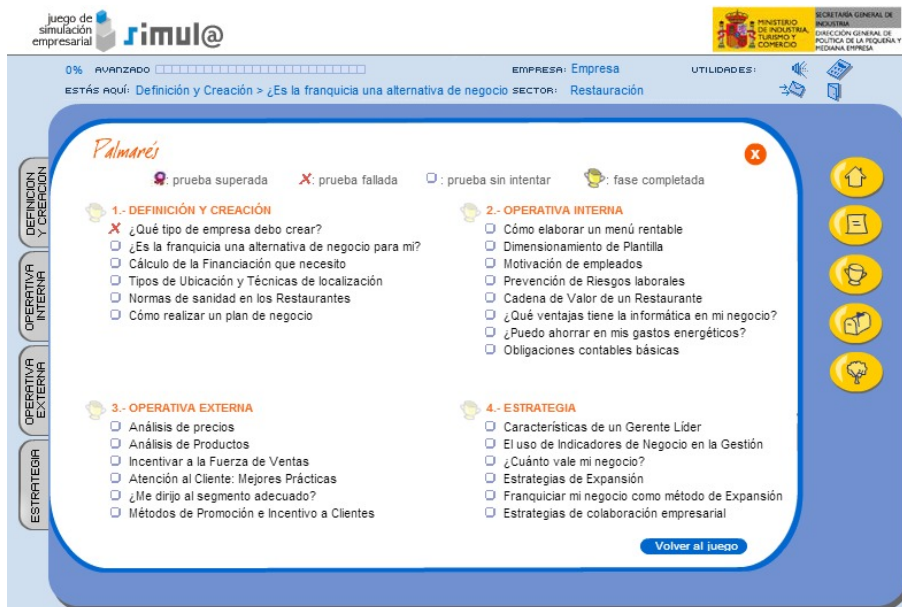 juego de
simulación
empresarial
simul@
MINISTERIO
DE INDUSTRIA,
TURISMO Y
COMERCIO
SECRETARÍA GENERAL DE
INDUSTRIA
DIRECCIÓN GENERAL DE
POLÍTICA DE LA PEQUEÑA Y
MEDIANA EMPRESA
0% AVANZADO
EMPRESA: Empresa
UTILIDADES:
ESTÁS AQUÍ: Definición y Creación > ¿Es la franquicia una alternativa de negocio
SECTOR: Restauración
Palmarés
X
: prueba superada
: prueba fallada
: prueba sin intentar
: fase completada
DEFINICIÓN
Y CREACIÓN
OPERATIVA
INTERNA
OPERATIVA
EXTERNA
ESTRATEGIA
1.- DEFINICIÓN Y CREACIÓN
¿Qué tipo de empresa debo crear?
¿Es la franquicia una alternativa de negocio para mi?
Cálculo de la Financiación que necesito
Tipos de Ubicación y Técnicas de localización
Normas de sanidad en los Restaurantes
Cómo realizar un plan de negocio
2.- OPERATIVA INTERNA
Cómo elaborar un menú rentable
Dimensionamiento de Plantilla
Motivación de empleados
Prevención de Riesgos laborales
Cadena de Valor de un Restaurante
¿Qué ventajas tiene la informática en mi negocio?
¿Puedo ahorrar en mis gastos energéticos?
Obligaciones contables básicas
3.- OPERATIVA EXTERNA
Análisis de precios
Análisis de Productos
Incentivar a la Fuerza de Ventas
Atención al Cliente: Mejores Prácticas
¿Me dirijo al segmento adecuado?
Métodos de Promoción e Incentivo a Clientes
4.- ESTRATEGIA
Características de un Gerente Líder
El uso de Indicadores de Negocio en la Gestión
¿Cuánto vale mi negocio?
Estrategias de Expansión
Franquiciar mi negocio como método de Expansión
Estrategias de colaboración empresarial
Volver al juego